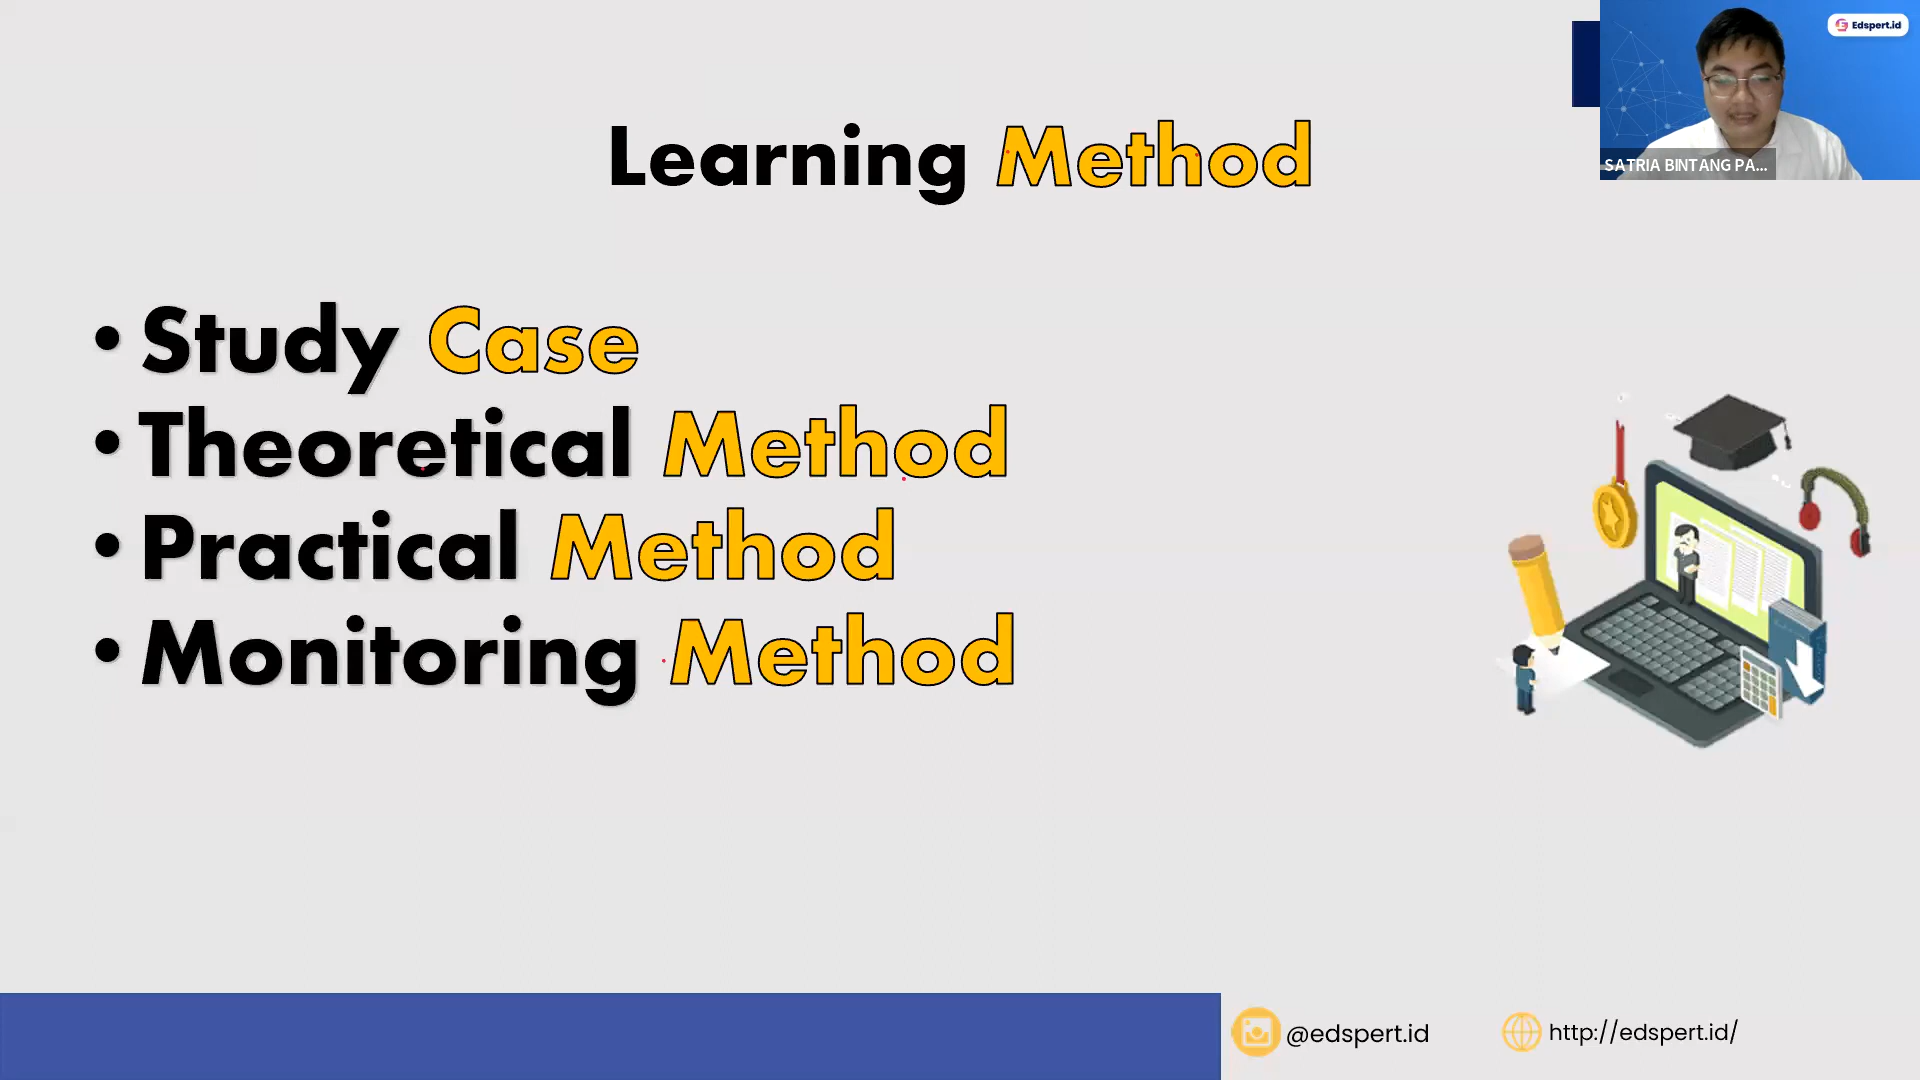 Edspert.id
SATRIA BINTANG PA...
Learning Method
• Study Case
• Theoretical Method
• Practical Method
• Monitoring Method
@edspert.id
http://edspert.id/